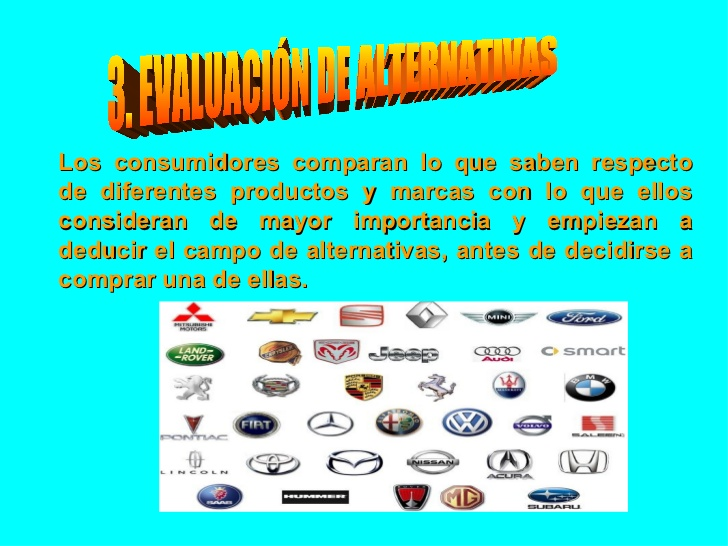 3. EVALUACIÓN DE ALTERNATIVAS
Los consumidores comparan lo que saben respecto
de diferentes productos y marcas con lo que ellos
consideran de mayor importancia y empiezan a
deducir el campo de alternativas, antes de decidirse a
comprar una de ellas.
MITSUBISHI
MOTORS
MINI
Ford
LAND-
ROVER
CHRYSLER
Jeep
Audi
smart
PORSCHE
BMW
PONTIAC
FIAT
VOLVO
SALEEN
LINCOLN
NISSAN
ACURA
HONDA
SAAB
HUMMER
MG
SUBARU